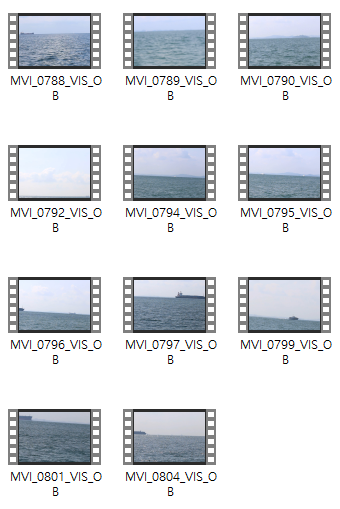 MVI_0788_VIS_O
B
MVI_0789_VIS_O
B
MVI_0790_VIS_O
B
MVI_0792_VIS_O
B
MVI_0794_VIS_O
B
MVI_0795_VIS_O
B
MVI_0796_VIS_O
B
MVI_0797_VIS_O
B
MVI_0799_VIS_O
B
MVI_0801_VIS_O
B
MVI_0804_VIS_O
B